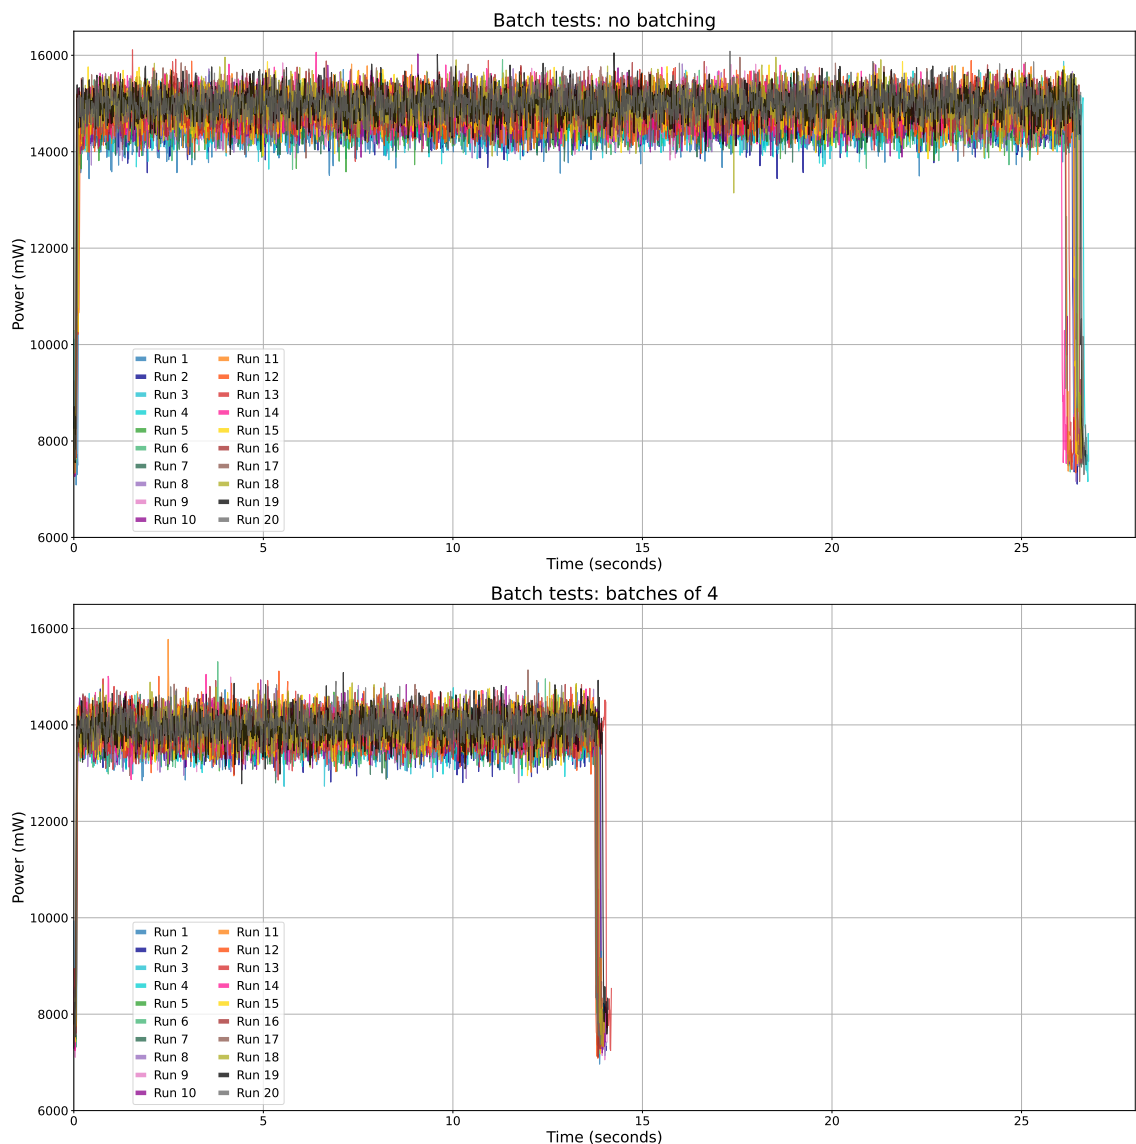 Batch tests: no batching
16000
14000
12000
10000
8000
6000
Power (mW)
Run 1 Run 11
Run 2 Run 12
Run 3 Run 13
Run 4 Run 14
Run 5 Run 15
Run 6 Run 16
Run 7 Run 17
Run 8 Run 18
Run 9 Run 19
Run 10 Run 20
0 5 10 15 20 25
Time (seconds)
Batch tests: batches of 4
16000
14000
12000
10000
8000
6000
Power (mW)
Run 1 Run 11
Run 2 Run 12
Run 3 Run 13
Run 4 Run 14
Run 5 Run 15
Run 6 Run 16
Run 7 Run 17
Run 8 Run 18
Run 9 Run 19
Run 10 Run 20
0 5 10 15 20 25
Time (seconds)